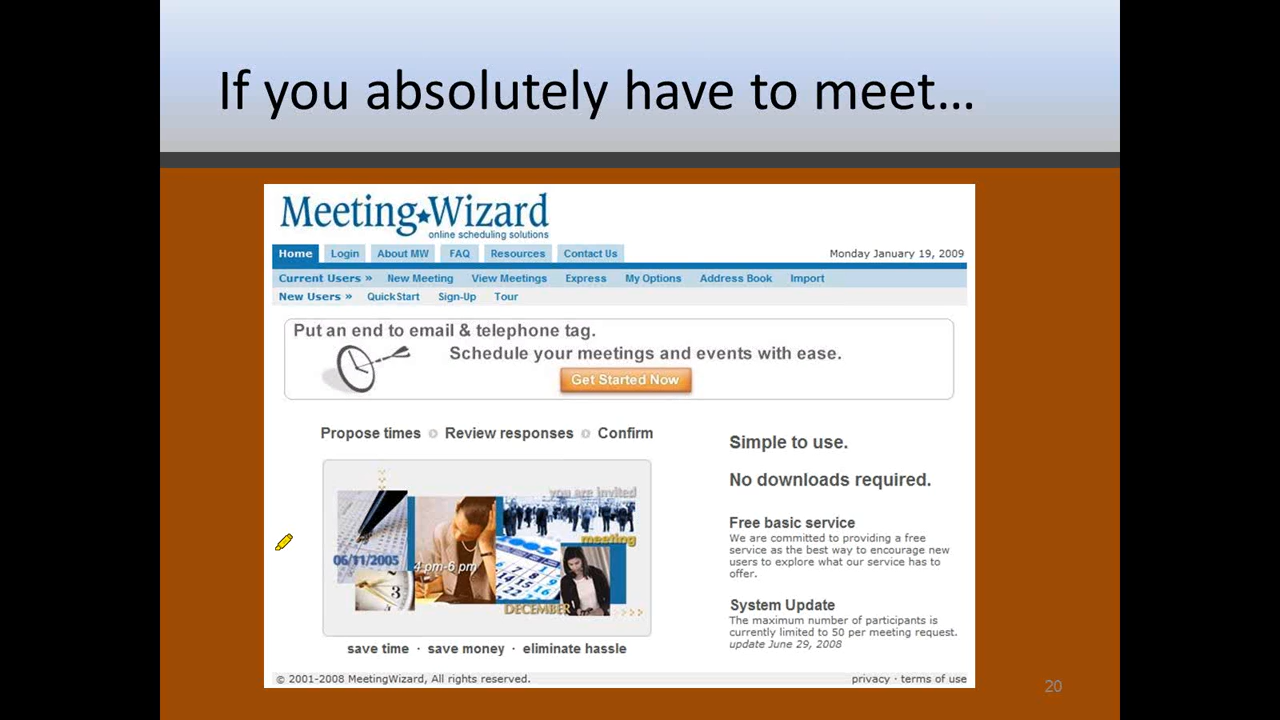 If you absolutely have to meet…
Meeting Wizard
online scheduling solutions
Home Login About MW FAQ Resources Contact Us Monday January 19, 2009
Current Users » New Meeting View Meetings Express My Options Address Book Import
New Users » QuickStart Sign-Up Tour
Put an end to email & telephone tag.
Schedule your meetings and events with ease.
Get Started Now
Propose times Review responses Confirm
you are invited
meeting
06/11/2005
4 pm-6 pm
DECEMBER
save time · save money · eliminate hassle
Simple to use.
No downloads required.
Free basic service
We are committed to providing a free
service as the best way to encourage new
users to explore what our service has to
offer.
System Update
The maximum number of participants is
currently limited to 50 per meeting request.
update June 29, 2008
© 2001-2008 MeetingWizard, All rights reserved. privacy · terms of use
20